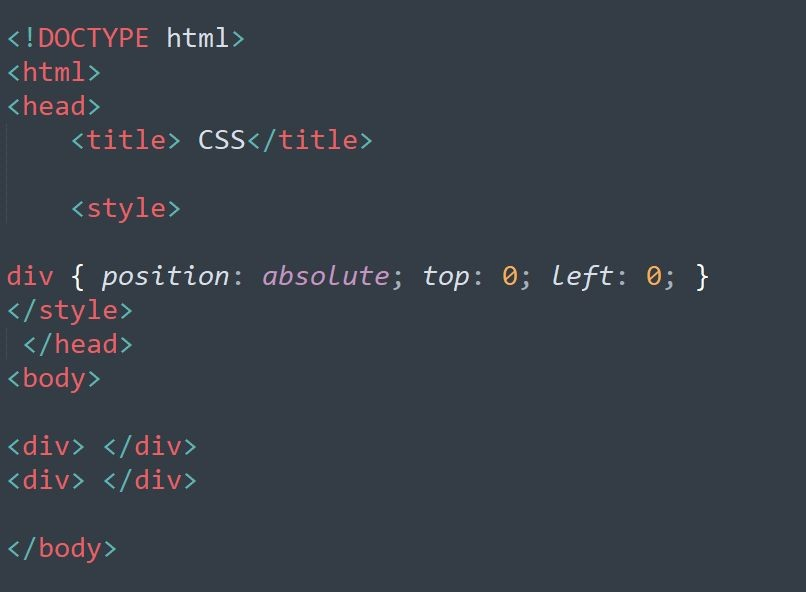 <!DOCTYPE html>
<html>
<head>
<title> CSS</title>
<style>
div { position: absolute; top: 0; left: 0; }
</style>
</head>
<body>
<div> </div>
<div> </div>
</body>